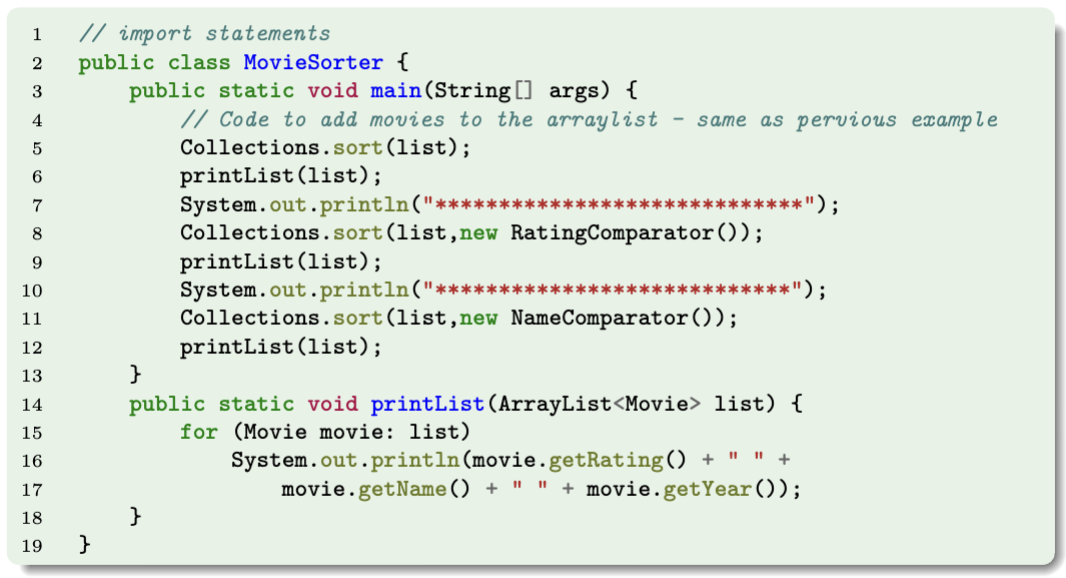 1 // import statements
2 public class MovieSorter {
3 public static void main(String[] args) {
4 // Code to add movies to the arraylist - same as pervious example
5 Collections.sort(list);
6 printList(list);
7 System.out.println("*****************************");
8 Collections.sort(list,new RatingComparator());
9 printList(list);
10 System.out.println("****************************");
11 Collections.sort(list,new NameComparator());
12 printList(list);
13 }
14 public static void printList(ArrayList<Movie> list) {
15 for (Movie movie: list)
16 System.out.println(movie.getRating() + " " +
17 movie.getName() + " " + movie.getYear());
18 }
19 }